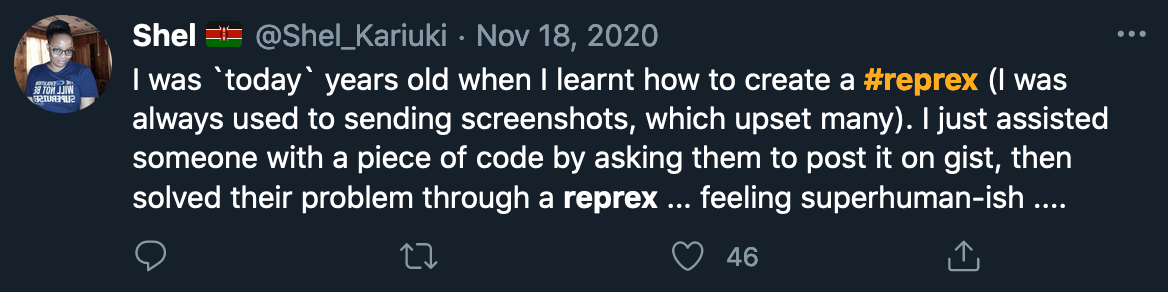 Shel 🇰🇪 @Shel_Kariuki · Nov 18, 2020
I was `today` years old when I learnt how to create a #reprex (I was
always used to sending screenshots, which upset many). I just assisted
someone with a piece of code by asking them to post it on gist, then
solved their problem through a reprex ... feeling superhuman-ish ....
46